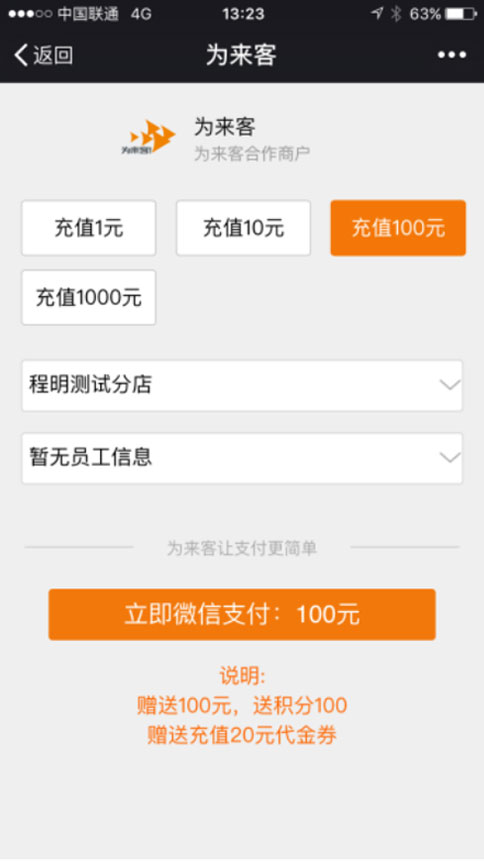 中国联通 4G 13:23 63%
返回 为来客
为来客
为来客合作商户
充值1元 充值10元 充值100元
充值1000元
程明测试分店
暂无员工信息
为来客让支付更简单
立即微信支付：100元
说明:
赠送100元，送积分100
赠送充值20元代金券